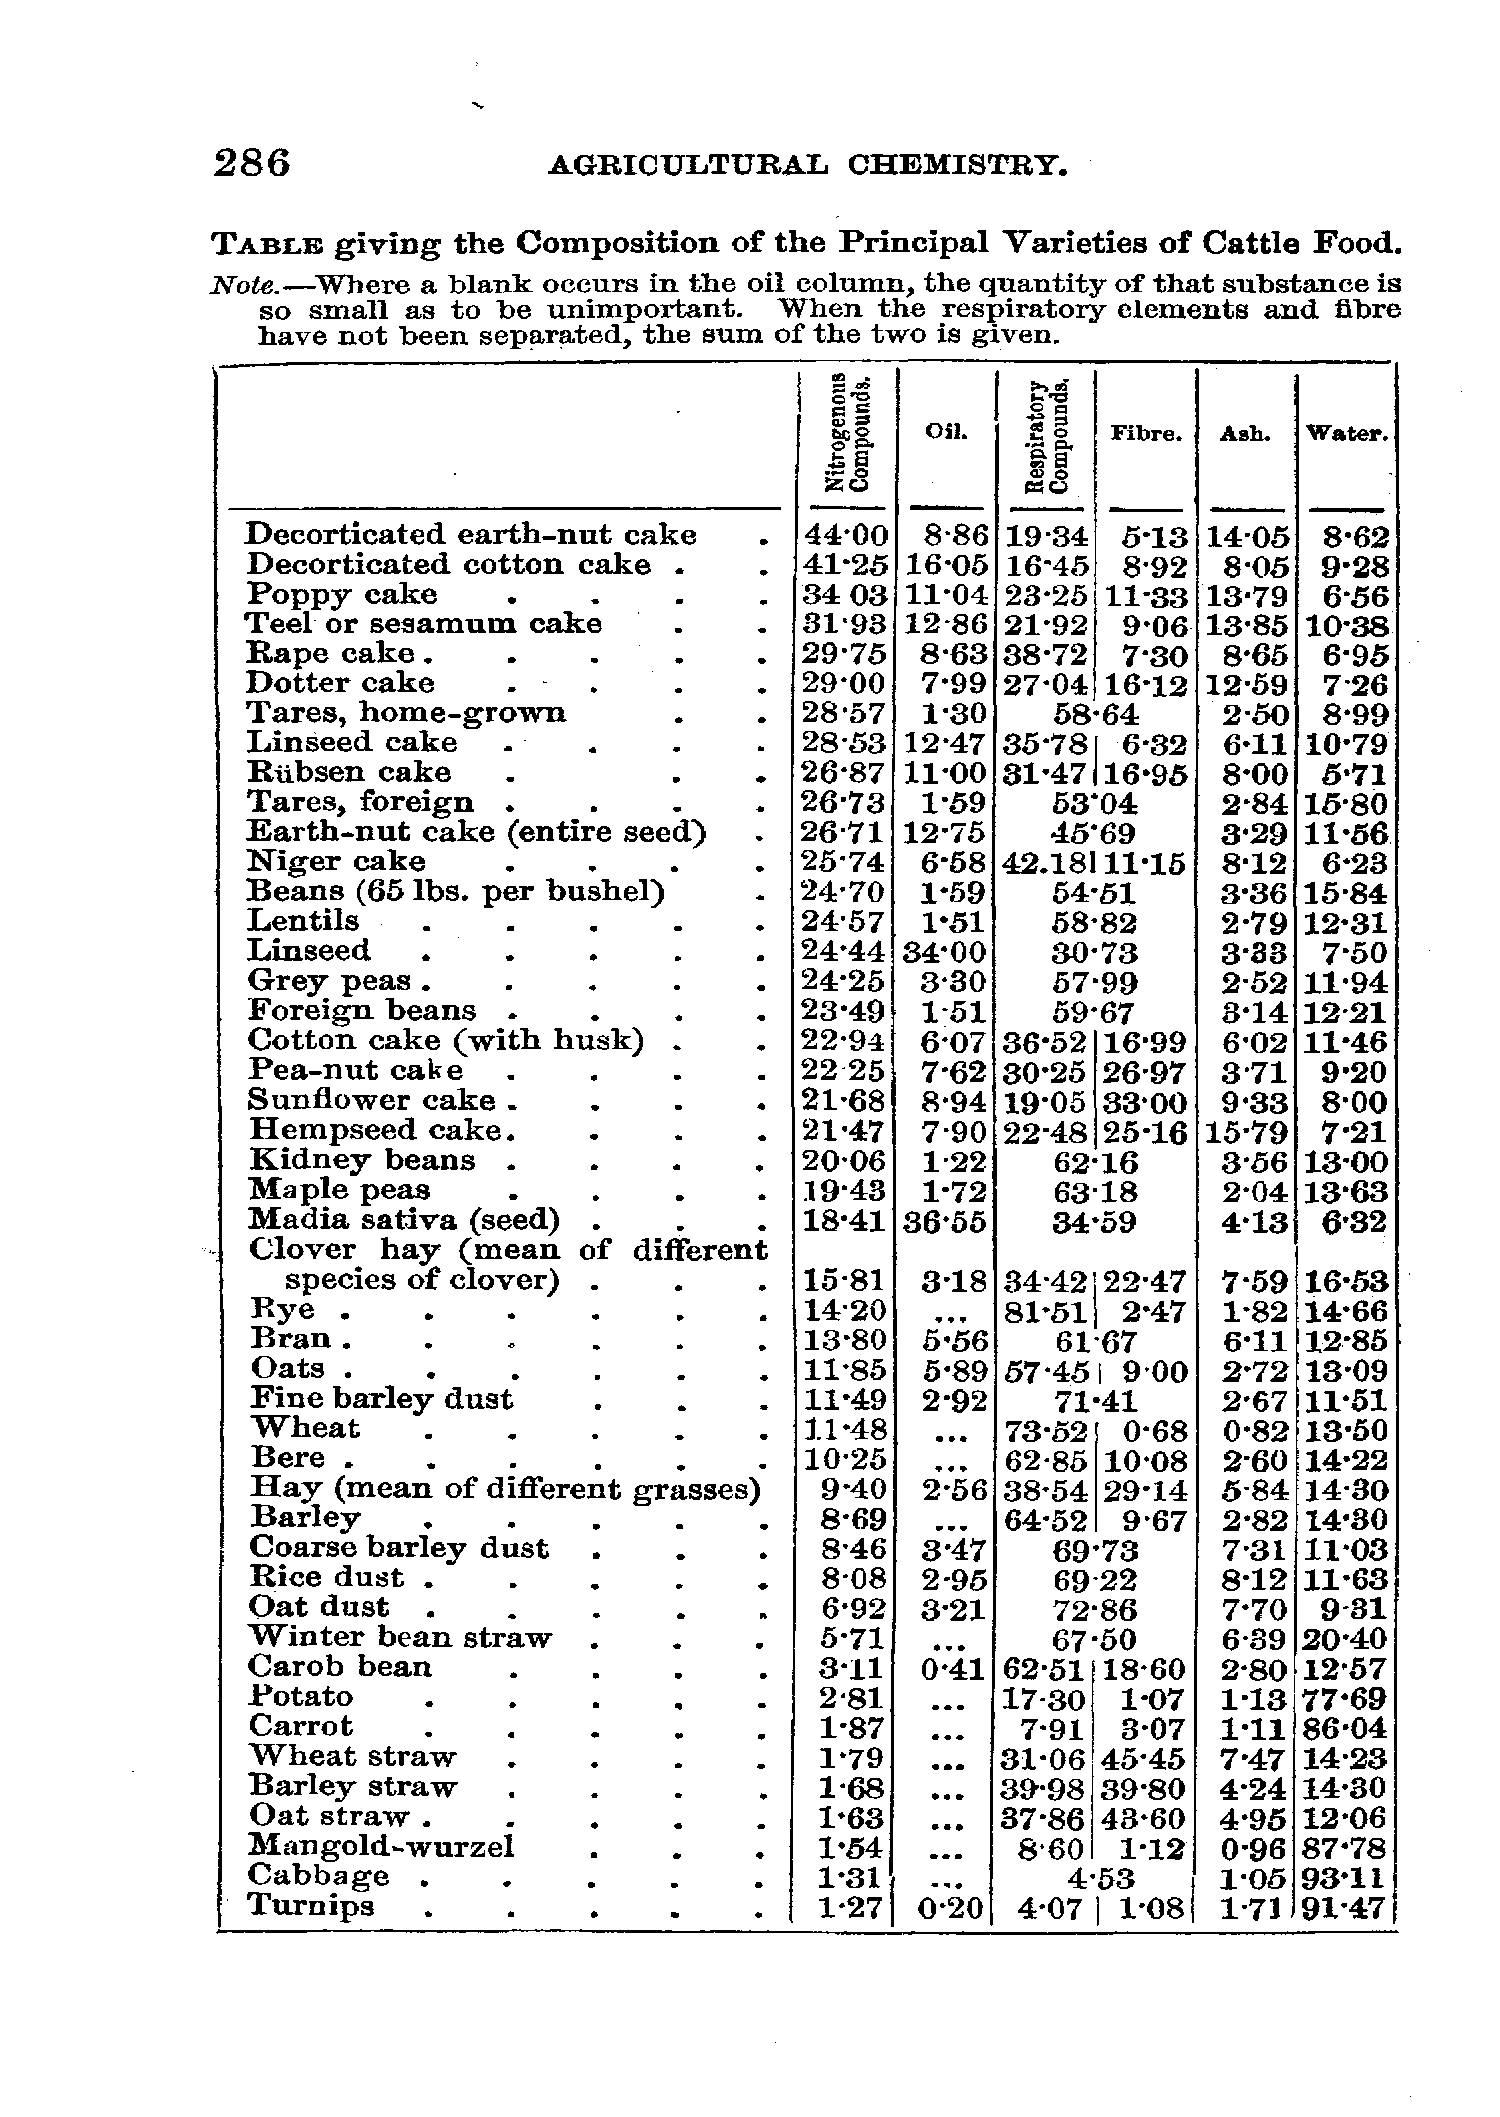 286 AGRICULTURAL CHEMISTRY.
TABLE giving the Composition of the Principal Varieties of Cattle Food.
Note.—Where a blank occurs in the oil column, the quantity of that substance is
so small as to be unimportant. When the respiratory elements and fibre
have not been separated, the sum of the two is given.
Nitrogenous Compounds. Oil. Respiratory Compounds. Fibre. Ash. Water.
Decorticated earth-nut cake . 44·00 8·86 19·34 5·13 14·05 8·62
Decorticated cotton cake . . 41·25 16·05 16·45 8·92 8·05 9·28
Poppy cake . . . . 34 03 11·04 23·25 11·33 13·79 6·56
Teel or sesamum cake . . 31·93 12·86 21·92 9·06 13·85 10·38
Rape cake . . . . . 29·75 8·63 38·72 7·30 8·65 6·95
Dotter cake . . . . 29·00 7·99 27·04 16·12 12·59 7·26
Tares, home-grown . . 28·57 1·30 58·64 2·50 8·99
Linseed cake . . . . 28·53 12·47 35·78 6·32 6·11 10·79
Rübsen cake . . . 26·87 11·00 31·47 16·95 8·00 5·71
Tares, foreign . . . . 26·73 1·59 53·04 2·84 15·80
Earth-nut cake (entire seed) . 26·71 12·75 45·69 3·29 11·56
Niger cake . . . . 25·74 6·58 42.18 11·15 8·12 6·23
Beans (65 lbs. per bushel) . 24·70 1·59 54·51 3·36 15·84
Lentils . . . . . 24·57 1·51 58·82 2·79 12·31
Linseed . . . . . 24·44 34·00 30·73 3·33 7·50
Grey peas . . . . . 24·25 3·30 57·99 2·52 11·94
Foreign beans . . . . 23·49 1·51 59·67 3·14 12·21
Cotton cake (with husk) . . 22·94 6·07 36·52 16·99 6·02 11·46
Pea-nut cake . . . . 22·25 7·62 30·25 26·97 3·71 9·20
Sunflower cake . . . . 21·68 8·94 19·05 33·00 9·33 8·00
Hempseed cake . . . . 21·47 7·90 22·48 25·16 15·79 7·21
Kidney beans . . . . 20·06 1·22 62·16 3·56 13·00
Maple peas . . . . 19·43 1·72 63·18 2·04 13·63
Madia sativa (seed) . . . 18·41 36·55 34·59 4·13 6·32
Clover hay (mean of different
species of clover) . . . 15·81 3·18 34·42 22·47 7·59 16·53
Rye . . . . . . 14·20 ... 81·51 2·47 1·82 14·66
Bran . . . . . . 13·80 5·56 61·67 6·11 12·85
Oats . . . . . . 11·85 5·89 57·45 9·00 2·72 13·09
Fine barley dust . . . 11·49 2·92 71·41 2·67 11·51
Wheat . . . . . 11·48 ... 73·52 0·68 0·82 13·50
Bere . . . . . . 10·25 ... 62·85 10·08 2·60 14·22
Hay (mean of different grasses) 9·40 2·56 38·54 29·14 5·84 14·30
Barley . . . . . 8·69 ... 64·52 9·67 2·82 14·30
Coarse barley dust . . . 8·46 3·47 69·73 7·31 11·03
Rice dust . . . . . 8·08 2·95 69·22 8·12 11·63
Oat dust . . . . . 6·92 3·21 72·86 7·70 9·31
Winter bean straw . . . 5·71 ... 67·50 6·39 20·40
Carob bean . . . . 3·11 0·41 62·51 18·60 2·80 12·57
Potato . . . . . 2·81 ... 17·30 1·07 1·13 77·69
Carrot . . . . . 1·87 ... 7·91 3·07 1·11 86·04
Wheat straw . . . . 1·79 ... 31·06 45·45 7·47 14·23
Barley straw . . . . 1·68 ... 39·98 39·80 4·24 14·30
Oat straw . . . . . 1·63 ... 37·86 43·60 4·95 12·06
Mangold-wurzel . . . 1·54 ... 8·60 1·12 0·96 87·78
Cabbage . . . . . 1·31 ... 4·53 1·05 93·11
Turnips . . . . . 1·27 0·20 4·07 1·08 1·71 91·47